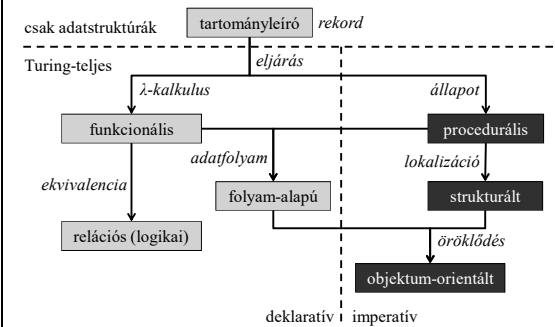 csak adatstruktúrák
tartományleíró
rekord
Turing-teljes
eljárás
λ-kalkulus
állapot
funkcionális
procedurális
adatfolyam
lokalizáció
ekvivalencia
folyam-alapú
strukturált
relációs (logikai)
öröklődés
objektum-orientált
deklaratív
imperatív